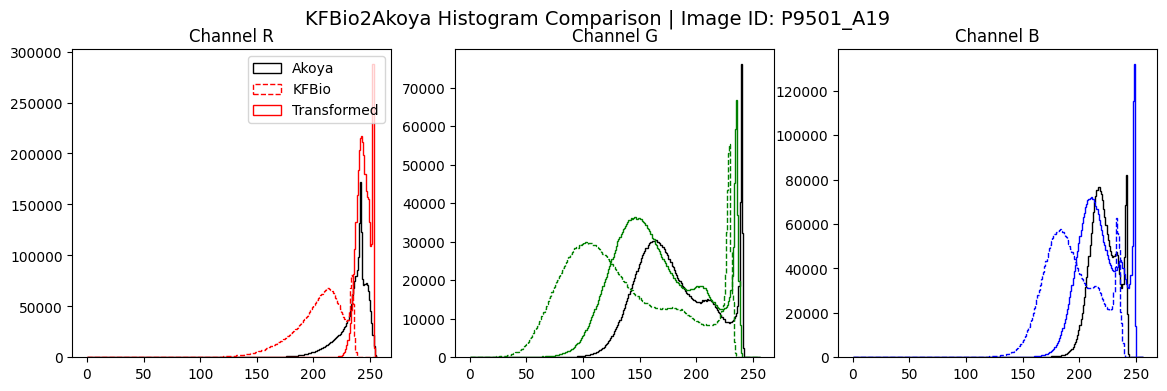 KFBio2Akoya Histogram Comparison | Image ID: P9501_A19
Channel R
300000
250000
200000
150000
100000
50000
0
0 50 100 150 200 250
Akoya
KFBio
Transformed
Channel G
70000
60000
50000
40000
30000
20000
10000
0
0 50 100 150 200 250
Channel B
120000
100000
80000
60000
40000
20000
0
0 50 100 150 200 250